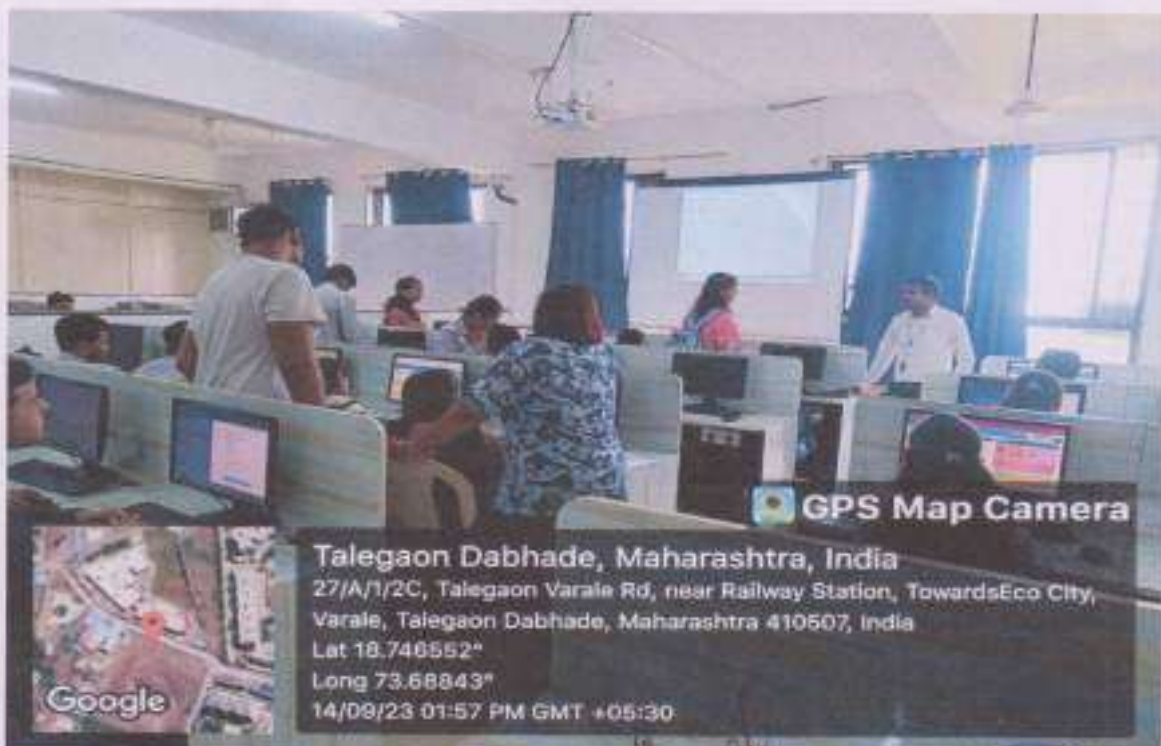 GPS Map Camera
Talegaon Dabhade, Maharashtra, India
27/A/1/2C, Talegaon Varale Rd, near Railway Station, TowardsEco City,
Varale, Talegaon Dabhade, Maharashtra 410507, India
Lat 18.746552°
Long 73.68843°
14/09/23 01:57 PM GMT +05:30
Google